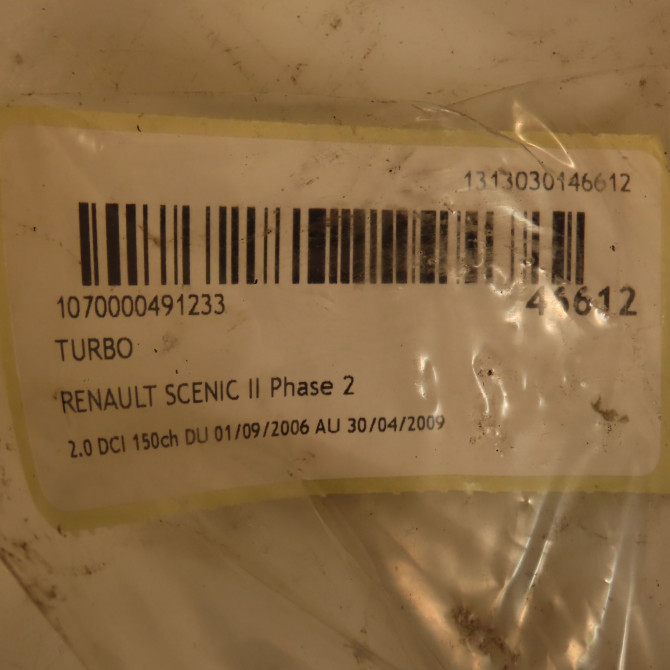 1313030146612
1070000491233
46612
TURBO
RENAULT SCENIC II Phase 2
2.0 DCI 150ch DU 01/09/2006 AU 30/04/2009